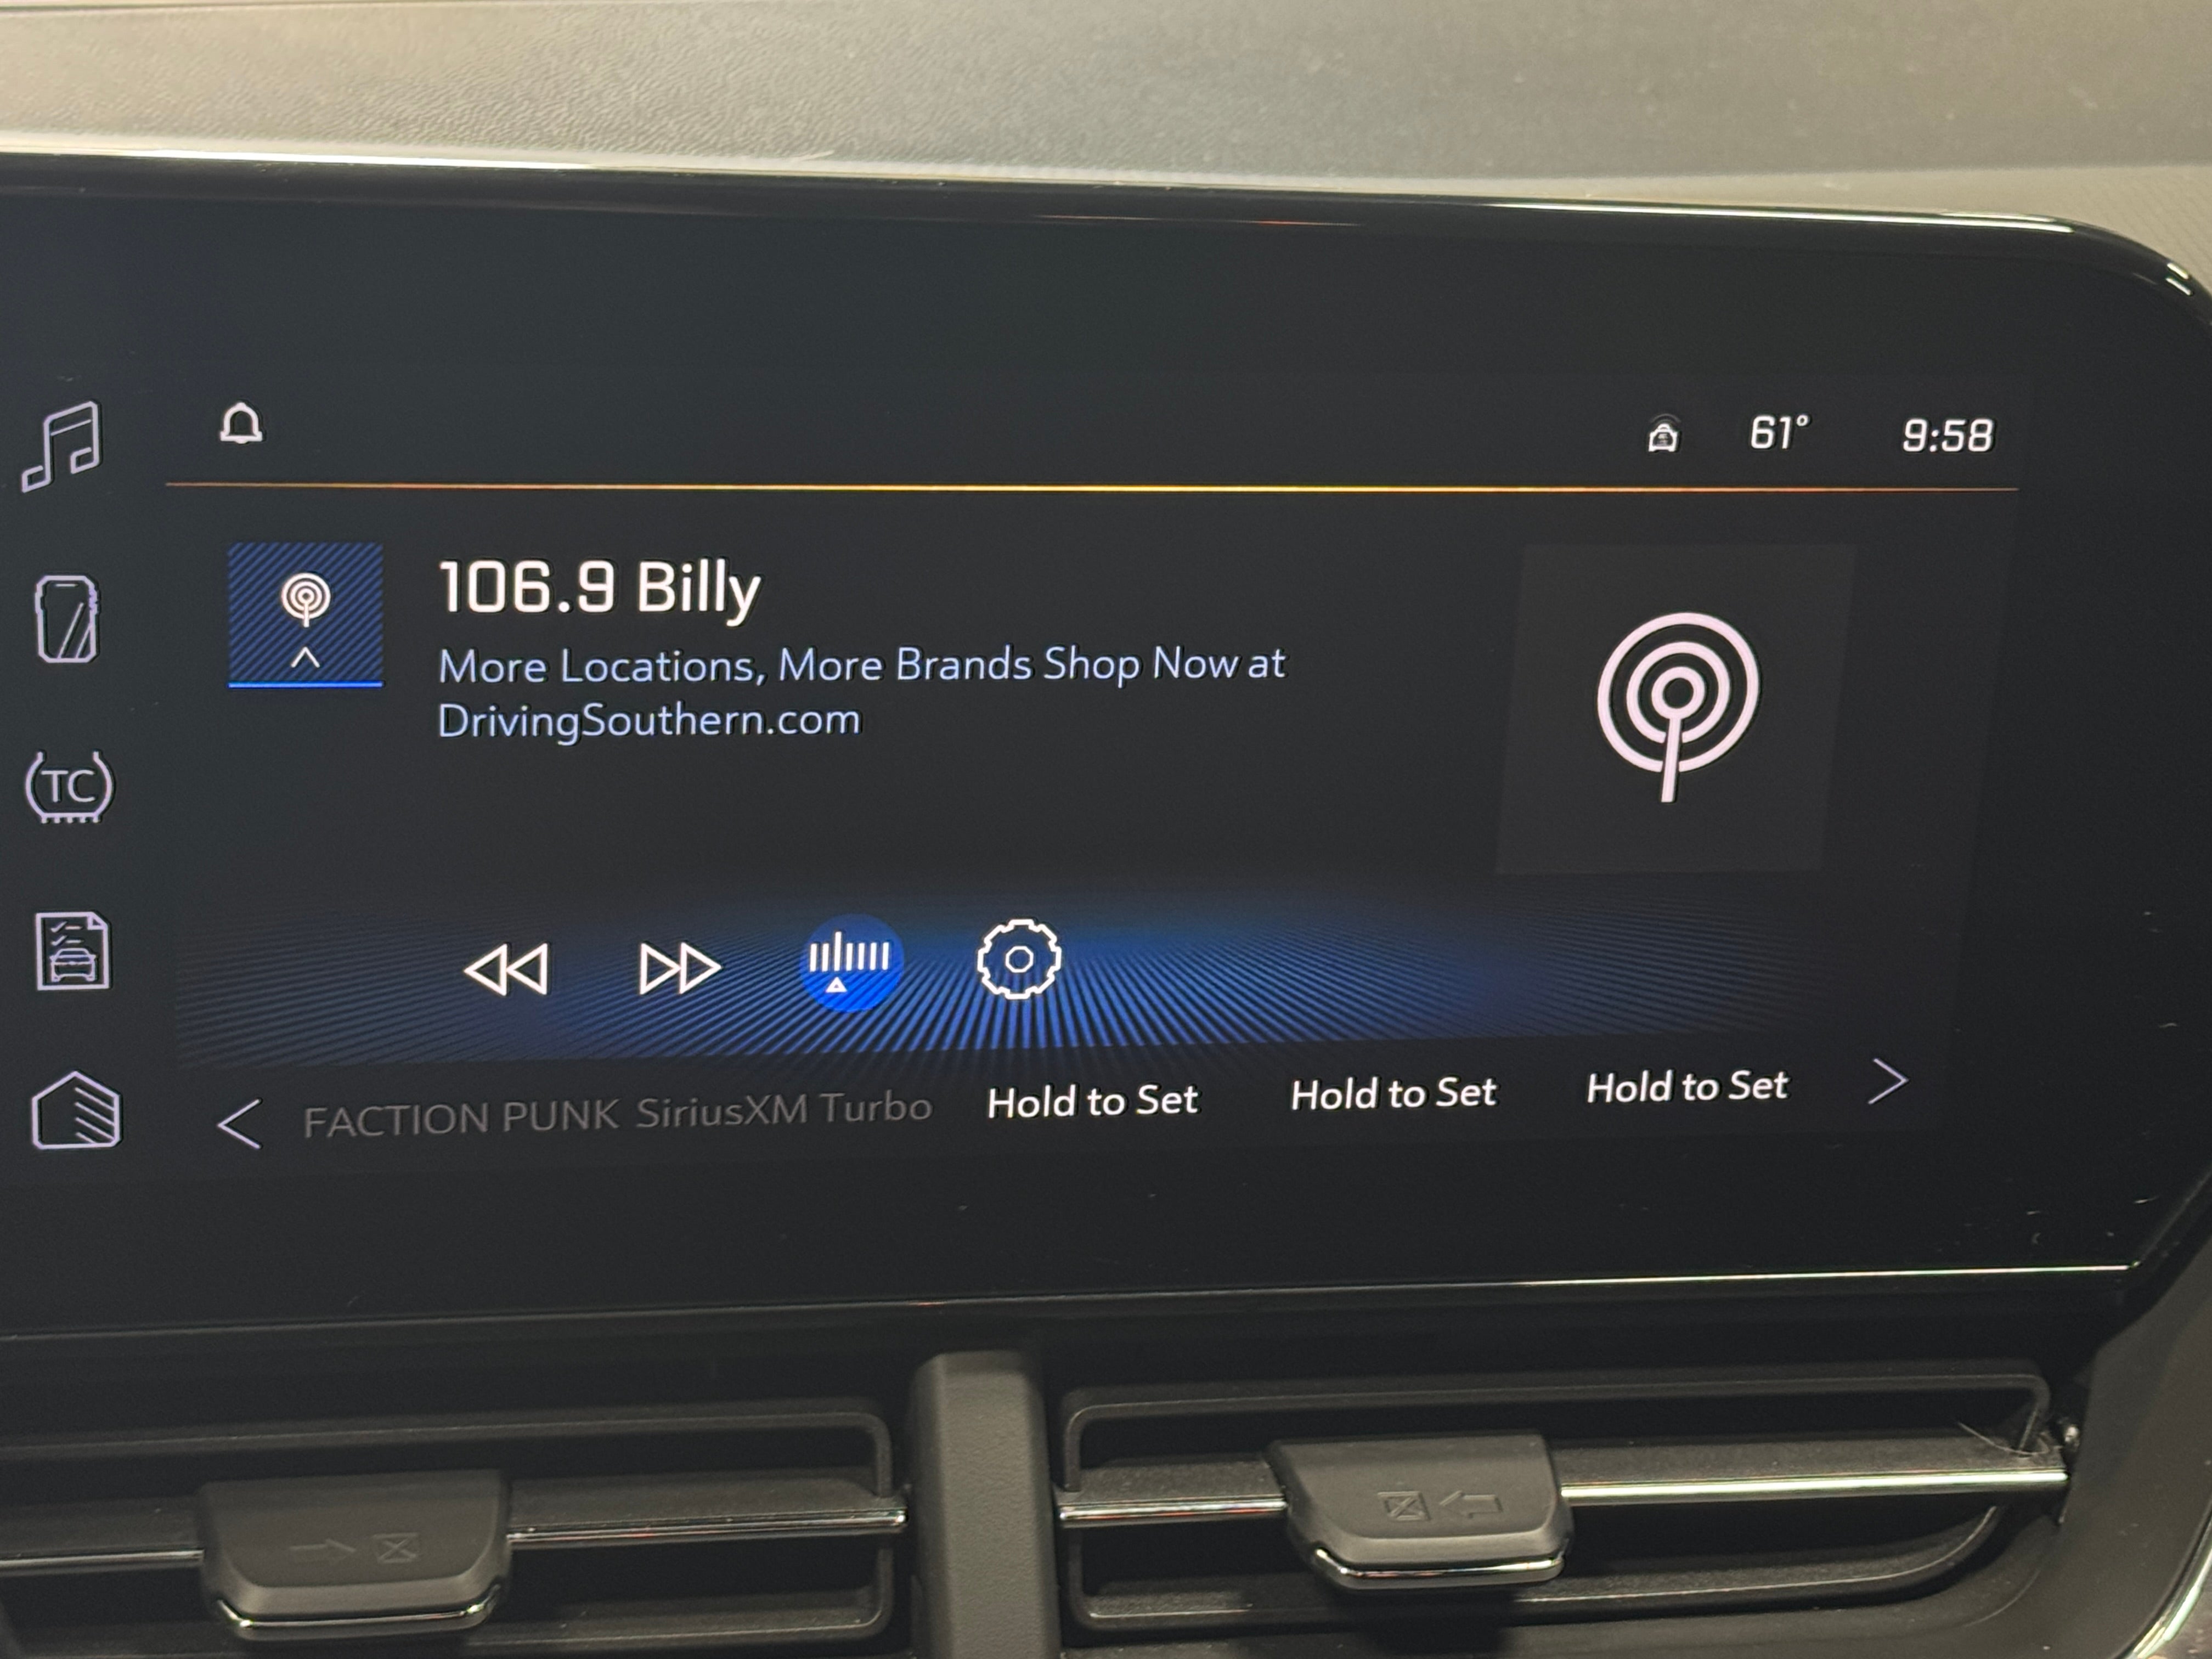 61° 9:58
106.9 Billy
More Locations, More Brands Shop Now at
DrivingSouthern.com
TC
FACTION PUNK SiriusXM Turbo Hold to Set Hold to Set Hold to Set